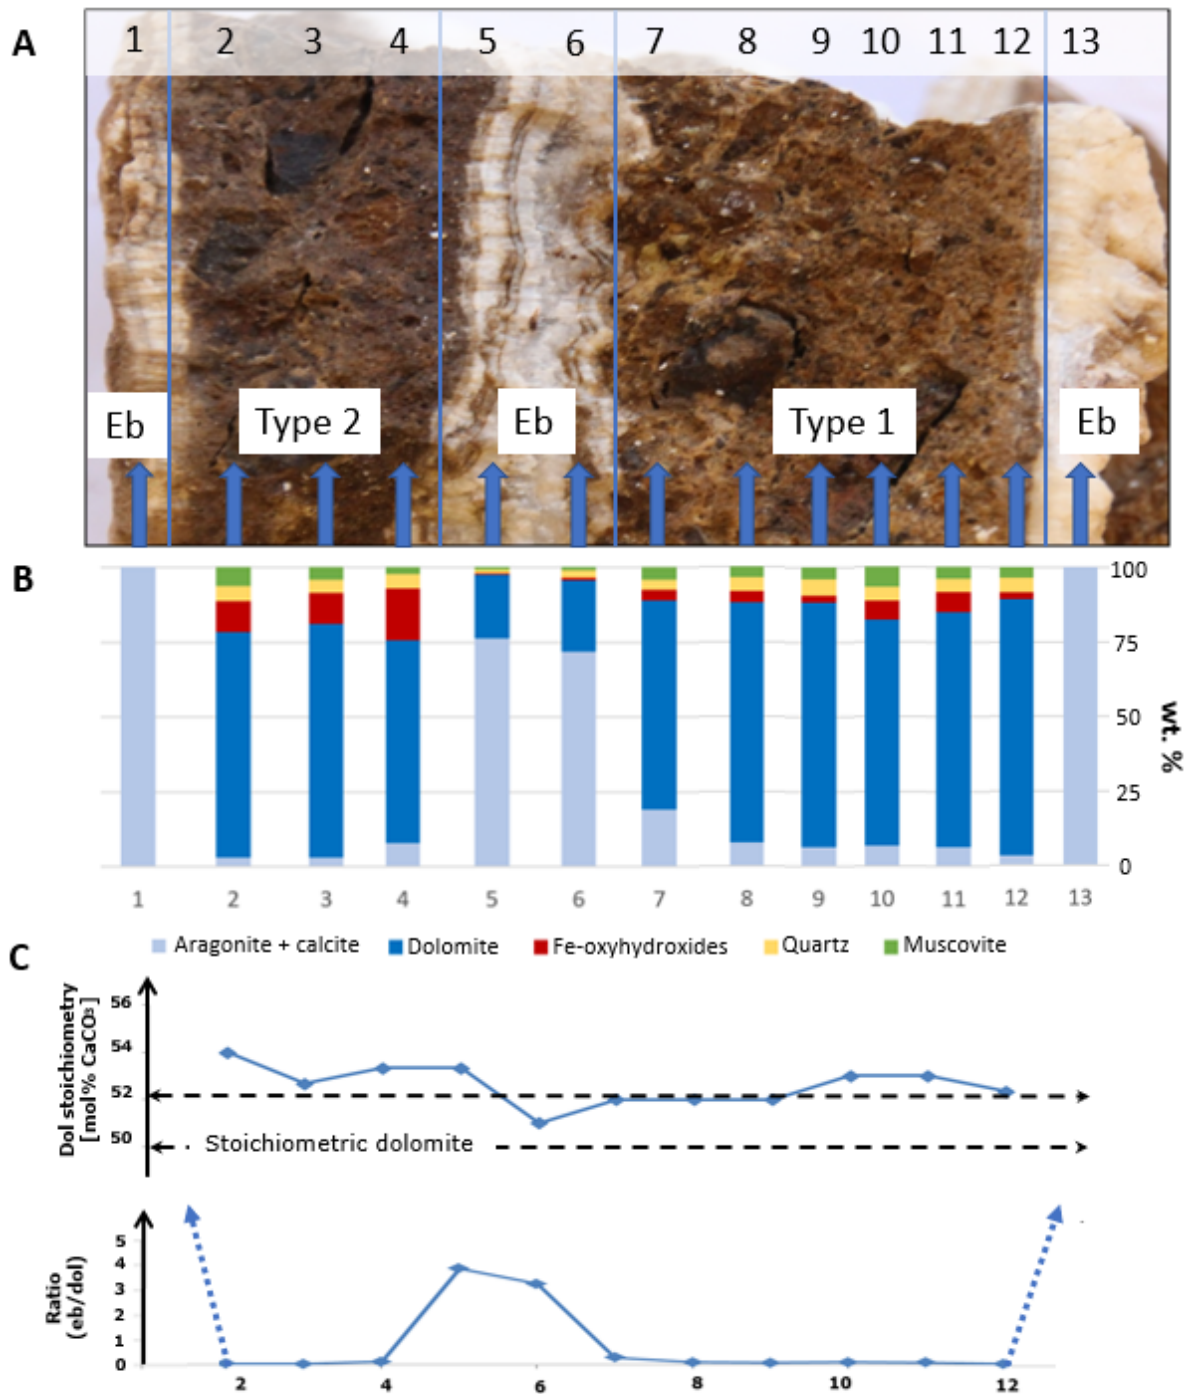 A
1 2 3 4 5 6 7 8 9 10 11 12 13
Eb Type 2 Eb Type 1 Eb
B
100
75
50
25
0
wt. %
1 2 3 4 5 6 7 8 9 10 11 12 13
Aragonite + calcite Dolomite Fe-oxyhydroxides Quartz Muscovite
C
Dol stoichiometry
[mol% CaCO³]
56
54
52
50
Stoichiometric dolomite
Ratio
(eb/dol)
5
4
3
2
1
0
2 4 6 8 10 12